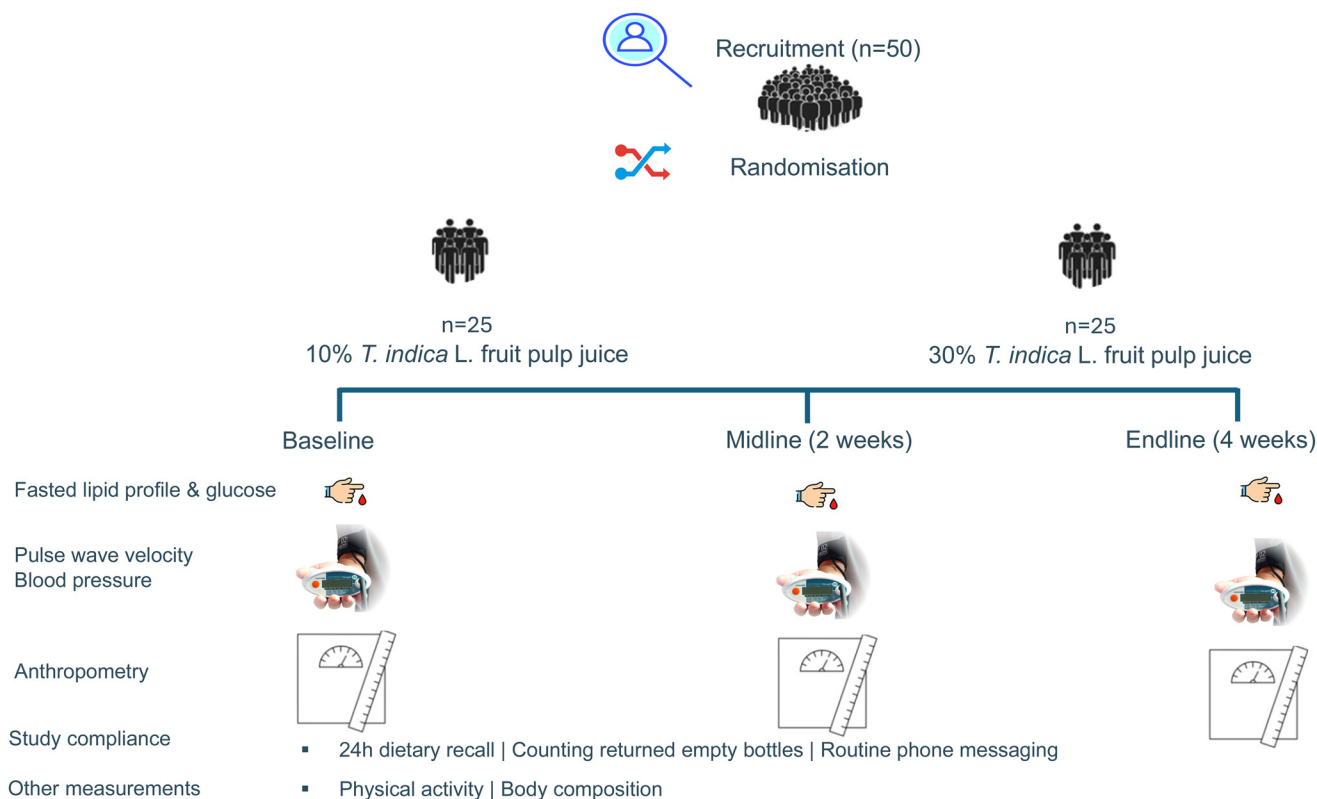 Recruitment (n=50)
Randomisation
n=25
10% T. indica L. fruit pulp juice
n=25
30% T. indica L. fruit pulp juice
Baseline
Midline (2 weeks)
Endline (4 weeks)
Fasted lipid profile & glucose
Pulse wave velocity
Blood pressure
Anthropometry
Study compliance
▪ 24h dietary recall | Counting returned empty bottles | Routine phone messaging
Other measurements
▪ Physical activity | Body composition